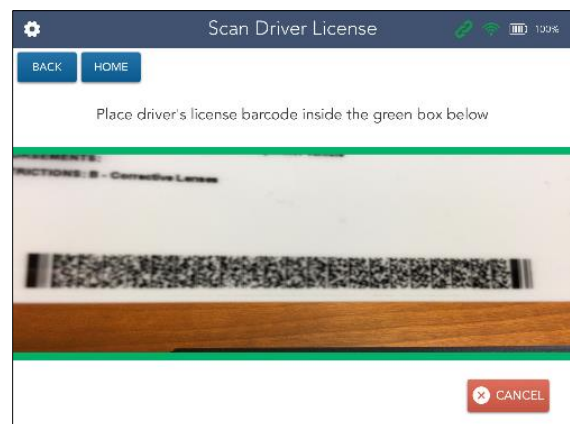 Scan Driver License
100%
BACK
HOME
Place driver's license barcode inside the green box below
RICTIONS: B - Corrective Lenses
CANCEL